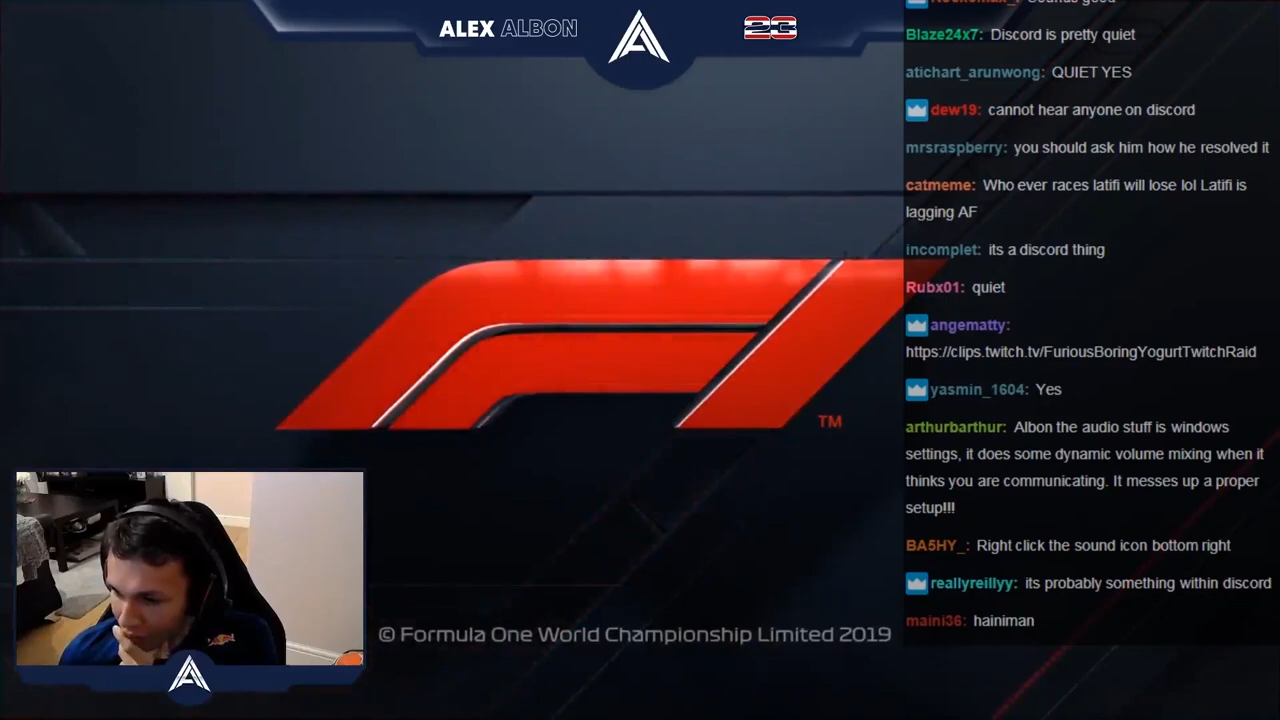 ALEX ALBON
23
Blaze24x7: Discord is pretty quiet
atichart_arunwong: QUIET YES
dew19: cannot hear anyone on discord
mrsraspberry: you should ask him how he resolved it
catmeme: Who ever races latifi will lose lol Latifi is
lagging AF
incomplet: its a discord thing
Rubx01: quiet
angematty:
https://clips.twitch.tv/FuriousBoringYogurtTwitchRaid
yasmin_1604: Yes
arthurbarthur: Albon the audio stuff is windows
settings, it does some dynamic volume mixing when it
thinks you are communicating. It messes up a proper
setup!!!
BA5HY_: Right click the sound icon bottom right
reallyreillyy: its probably something within discord
maini36: hainiman
F1
TM
© Formula One World Championship Limited 2019